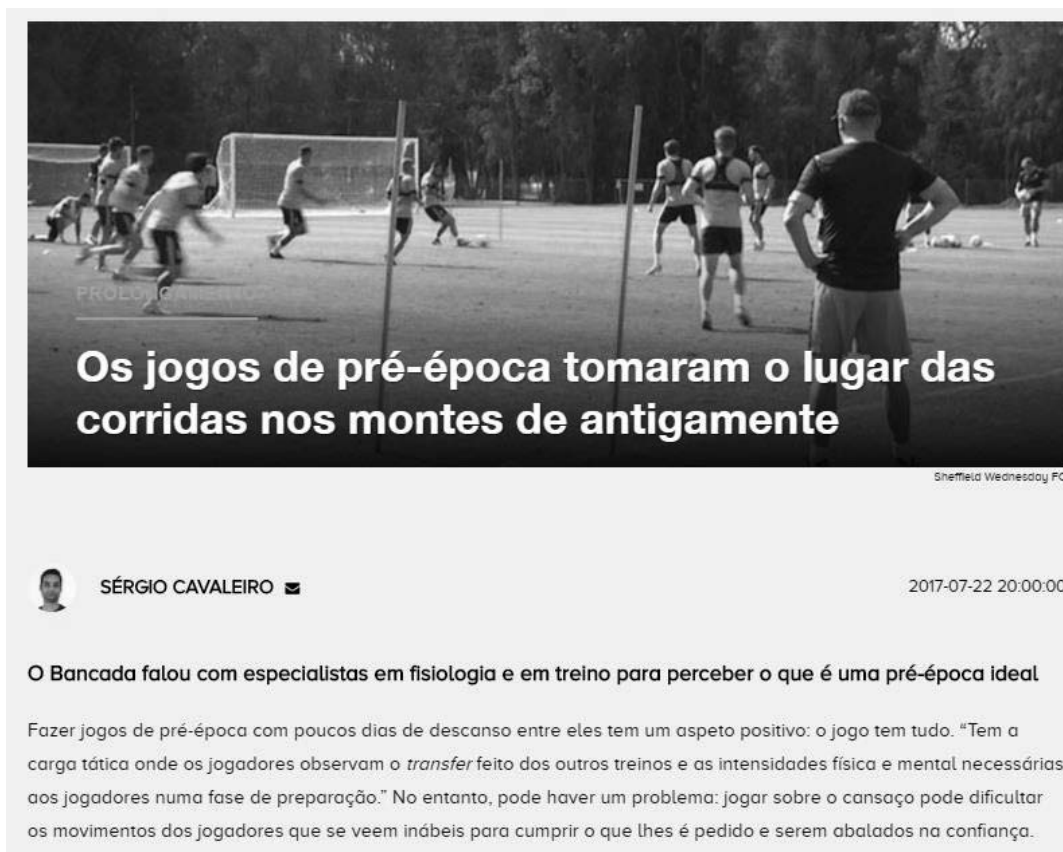 PROLONGAMENTO
Os jogos de pré-época tomaram o lugar das
corridas nos montes de antigamente
Sheffield Wednesday FC
SÉRGIO CAVALEIRO
2017-07-22 20:00:00
O Bancada falou com especialistas em fisiologia e em treino para perceber o que é uma pré-época ideal
Fazer jogos de pré-época com poucos dias de descanso entre eles tem um aspeto positivo: o jogo tem tudo. “Tem a
carga tática onde os jogadores observam o transfer feito dos outros treinos e as intensidades física e mental necessárias
aos jogadores numa fase de preparação.” No entanto, pode haver um problema: jogar sobre o cansaço pode dificultar
os movimentos dos jogadores que se veem inábeis para cumprir o que lhes é pedido e serem abalados na confiança.